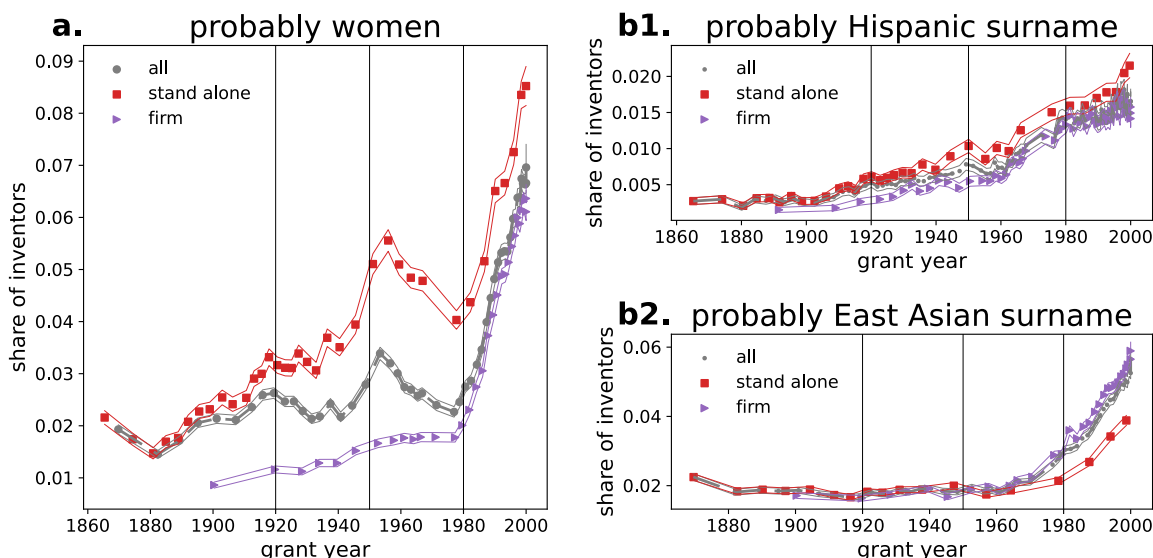 a. probably women
0.09
0.08
0.07
0.06
0.05
0.04
0.03
0.02
0.01
share of inventors
all
stand alone
firm
1860 1880 1900 1920 1940 1960 1980 2000
grant year
b1. probably Hispanic surname
0.020
0.015
0.010
0.005
share of inventors
all
stand alone
firm
1860 1880 1900 1920 1940 1960 1980 2000
grant year
b2. probably East Asian surname
0.06
0.04
0.02
share of inventors
all
stand alone
firm
1880 1900 1920 1940 1960 1980 2000
grant year